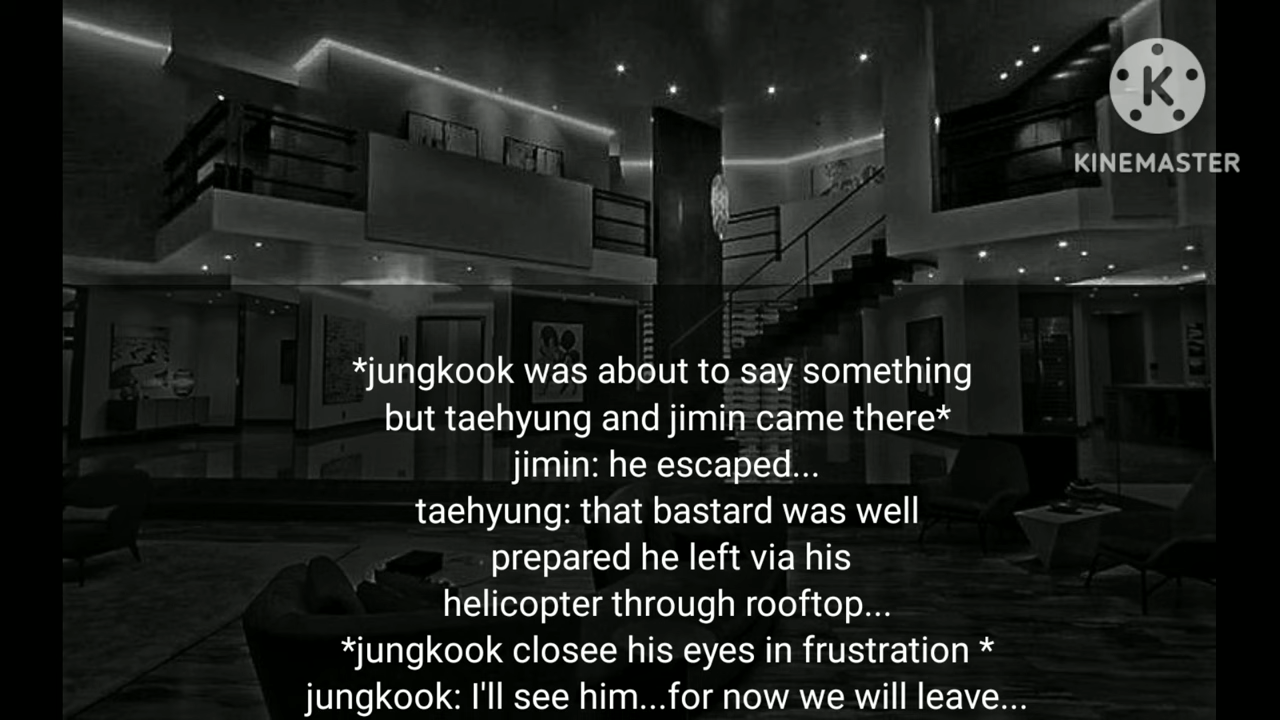 KINEMASTER
*jungkook was about to say something
but taehyung and jimin came there*
jimin: he escaped...
taehyung: that bastard was well
prepared he left via his
helicopter through rooftop...
*jungkook closee his eyes in frustration *
jungkook: I'll see him...for now we will leave...